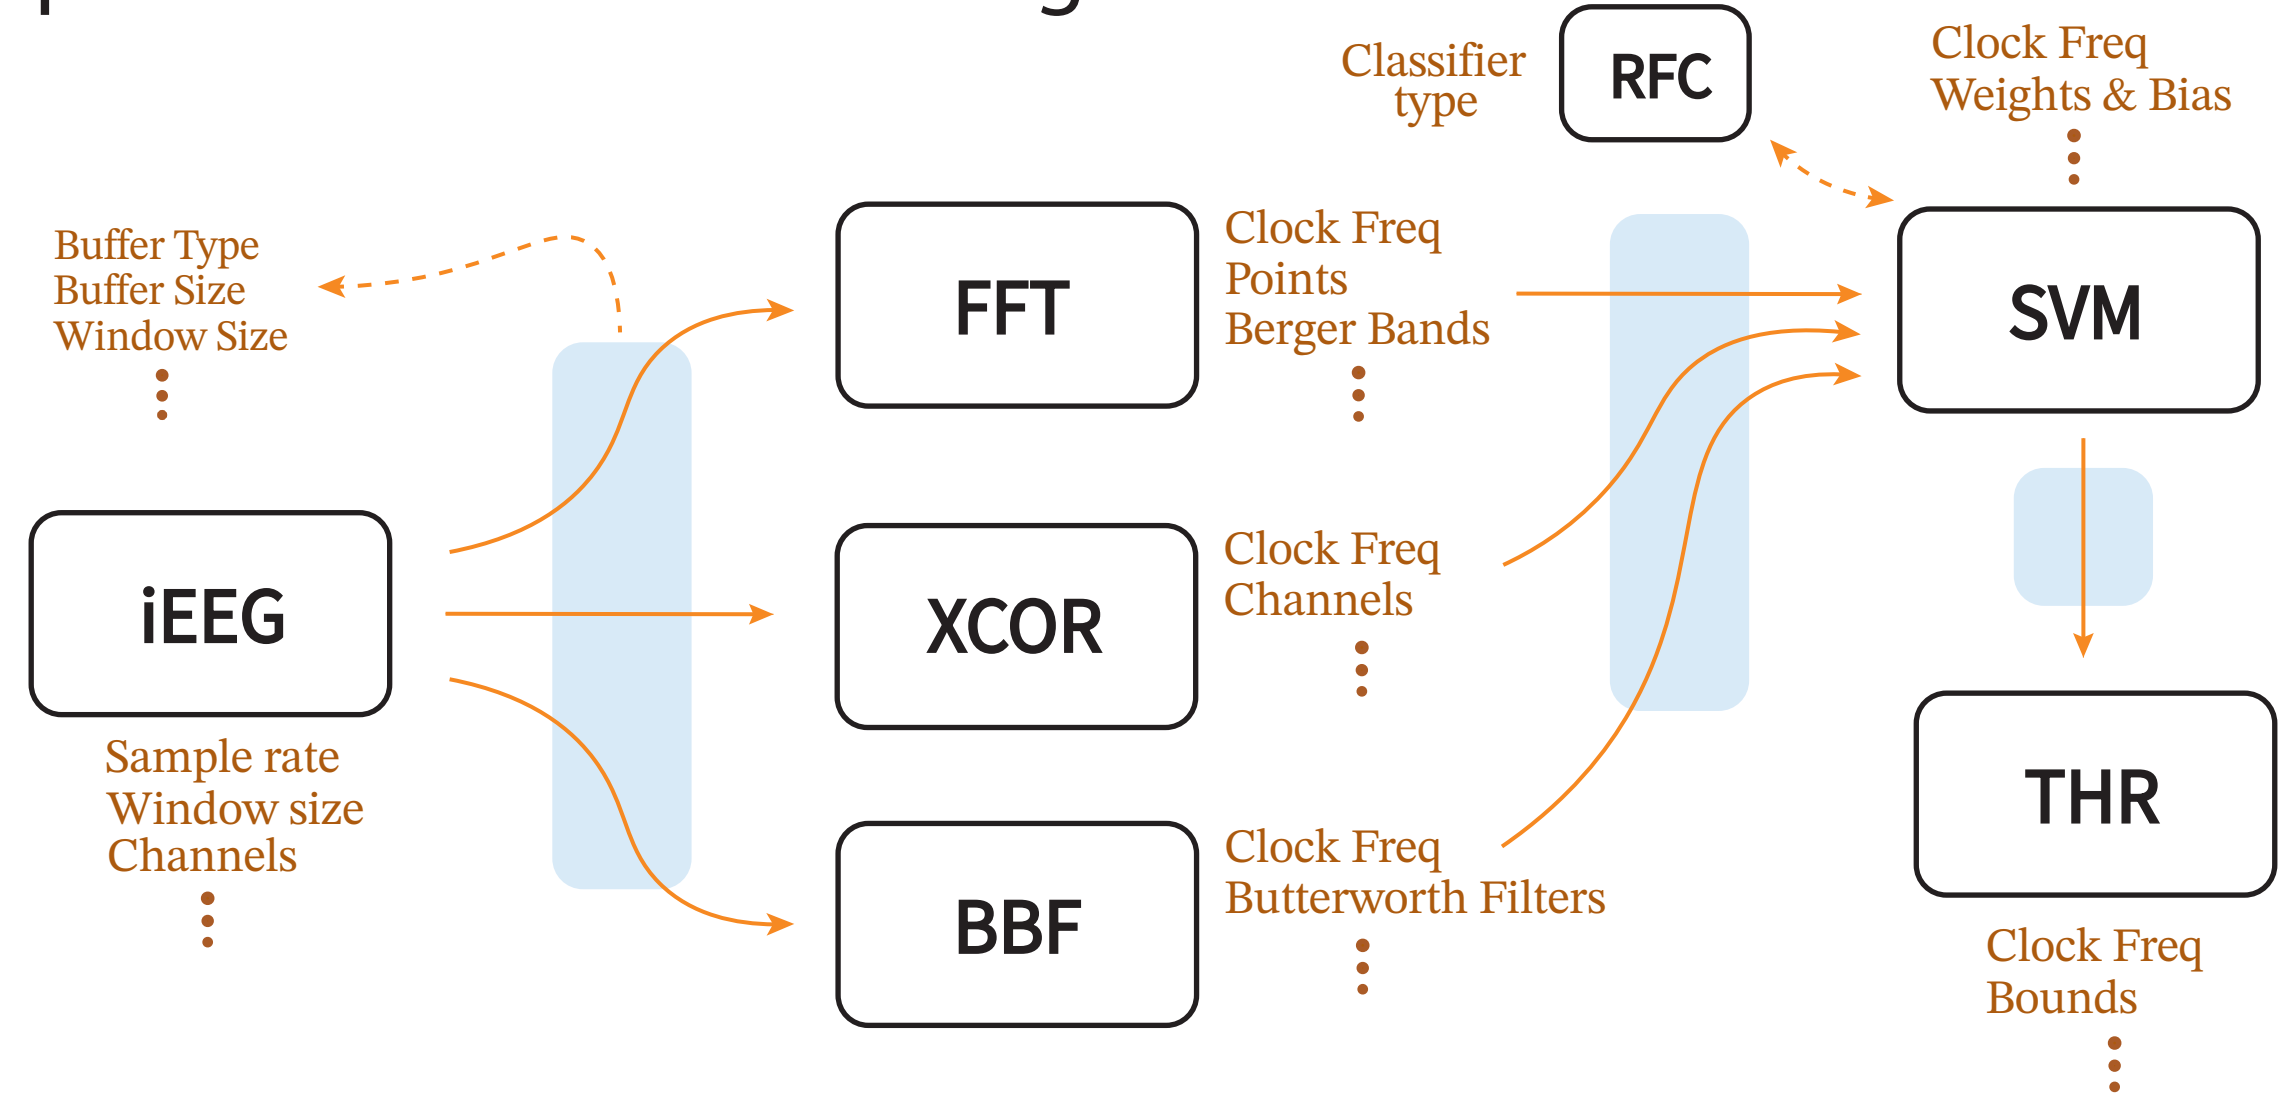 Classifier
type
RFC
Clock Freq
Weights & Bias
Buffer Type
Buffer Size
Window Size
FFT
Clock Freq
Points
Berger Bands
SVM
iEEG
Sample rate
Window size
Channels
XCOR
Clock Freq
Channels
BBF
Clock Freq
Butterworth Filters
THR
Clock Freq
Bounds